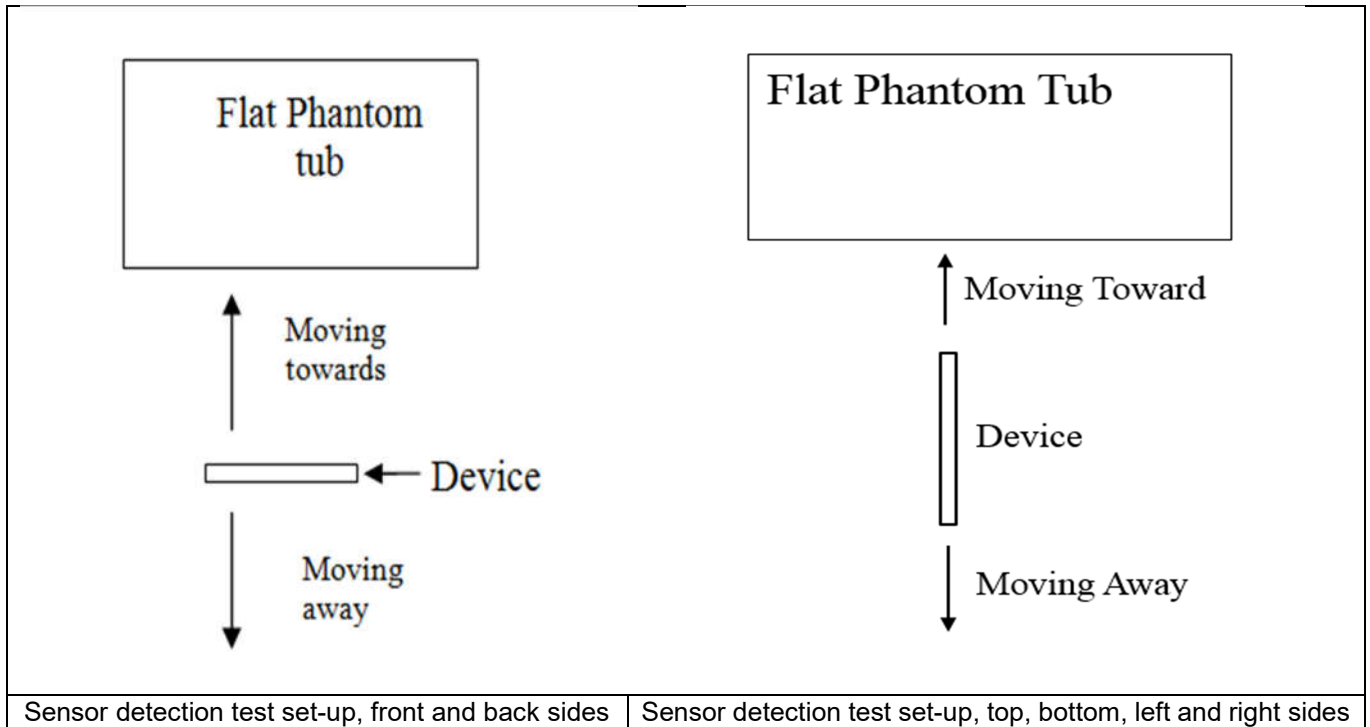 Flat Phantom
tub
Moving
towards
Device
Moving
away
Flat Phantom Tub
Moving Toward
Device
Moving Away
Sensor detection test set-up, front and back sides
Sensor detection test set-up, top, bottom, left and right sides